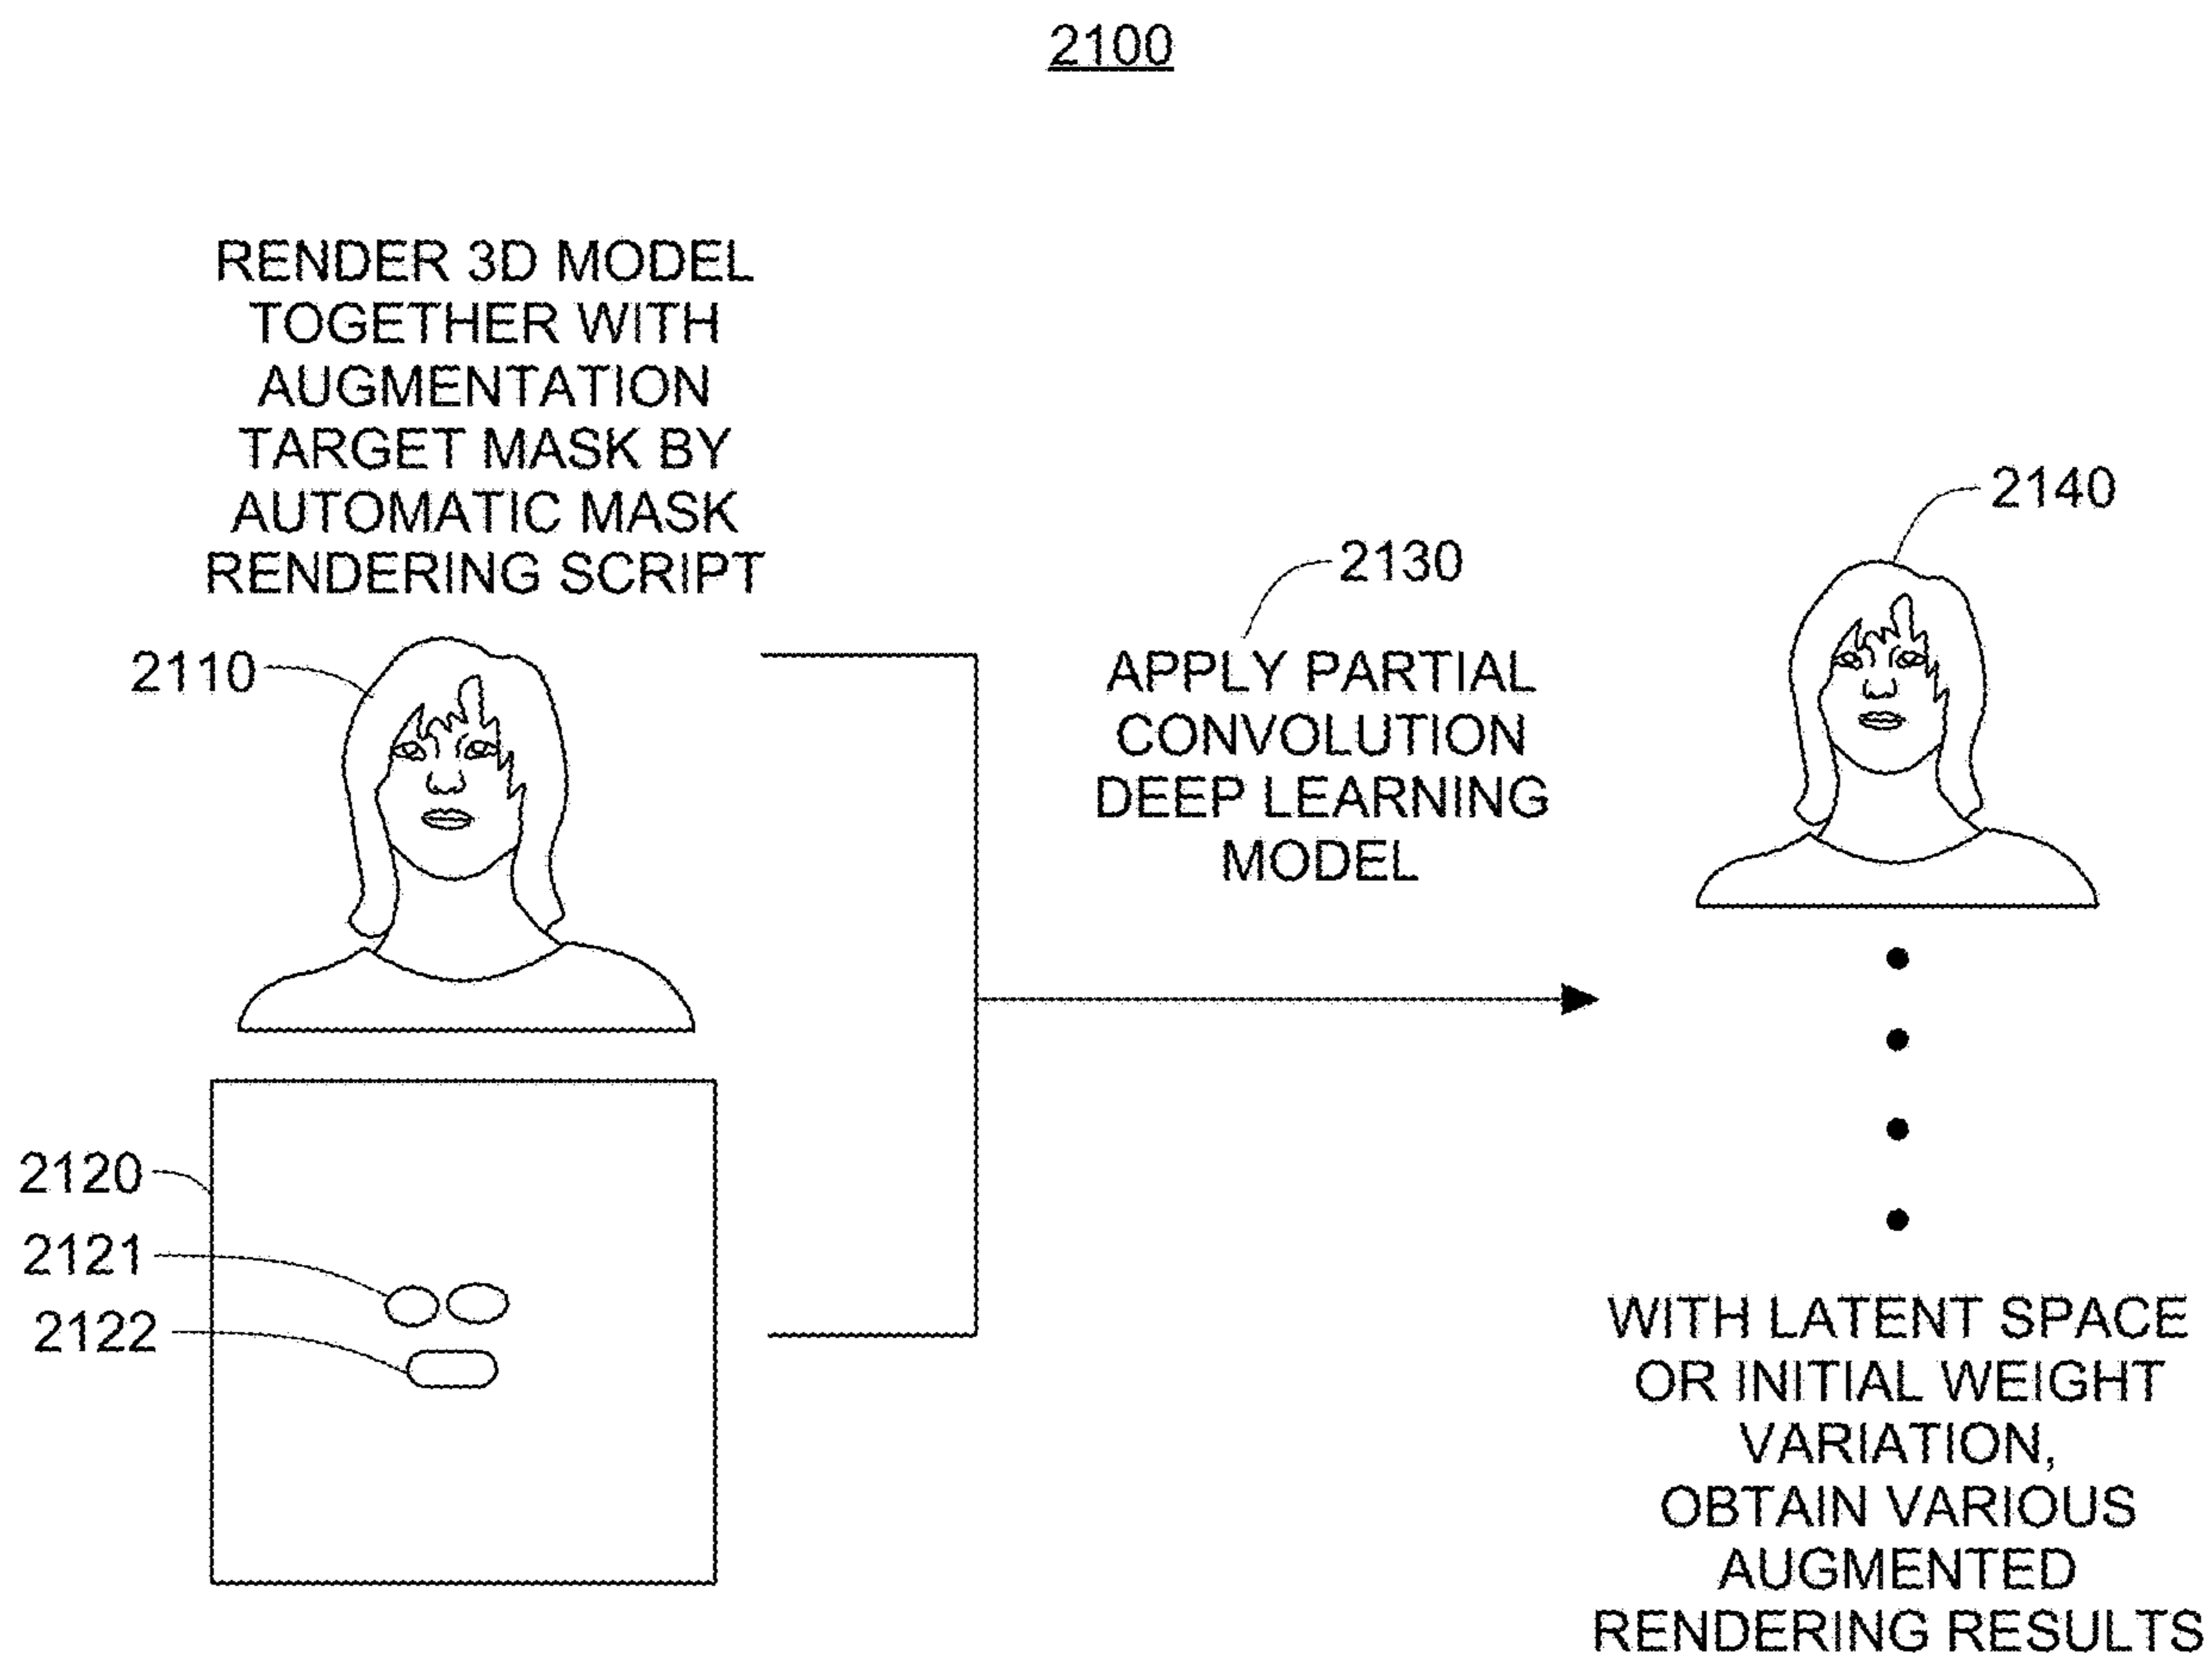 2100
RENDER 3D MODEL
TOGETHER WITH
AUGMENTATION
TARGET MASK BY
AUTOMATIC MASK
RENDERING SCRIPT
2110
2120
2121
2122
2130
APPLY PARTIAL
CONVOLUTION
DEEP LEARNING
MODEL
2140
WITH LATENT SPACE
OR INITIAL WEIGHT
VARIATION,
OBTAIN VARIOUS
AUGMENTED
RENDERING RESULTS